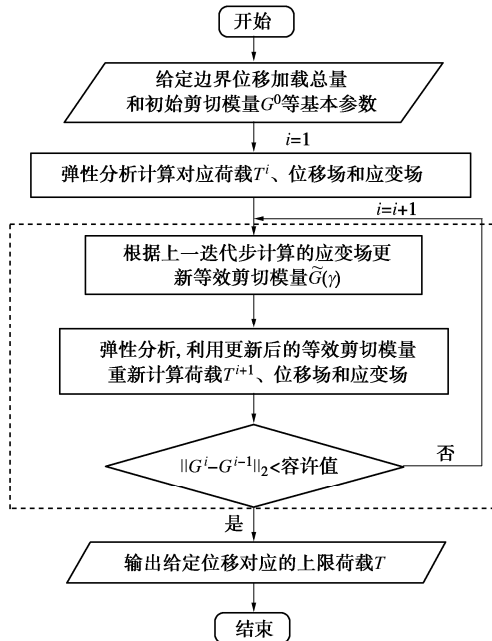 开始
给定边界位移加载总量
和初始剪切模量G⁰等基本参数
i=1
弹性分析计算对应荷载Tⁱ、位移场和应变场
i=i+1
根据上一迭代步计算的应变场更
新等效剪切模量G̃(γ)
弹性分析, 利用更新后的等效剪切模量
重新计算荷载Tⁱ⁺¹、位移场和应变场
||Gⁱ−Gⁱ⁻¹||₂<容许值
否
是
输出给定位移对应的上限荷载T
结束